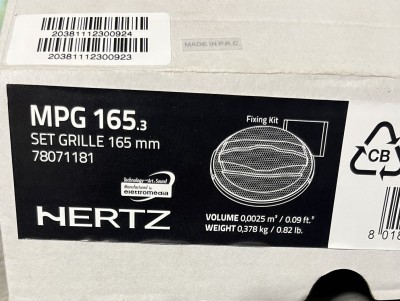 20381112300924
20381112300923
MADE IN P.R.C.
MPG 165.3
SET GRILLE 165 mm
78071181
Technology-Art-Sound
Manufactured by
elettromedia
HERTZ
Fixing Kit
VOLUME 0,0025 m³ / 0.09 ft.³
WEIGHT 0,378 kg / 0.82 lb.
CB
8 018